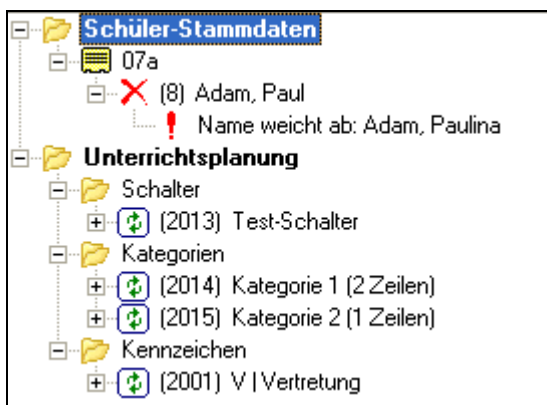 Schüler-Stammdaten
07a
(8) Adam, Paul
Name weicht ab: Adam, Paulina
Unterrichtsplanung
Schalter
(2013) Test-Schalter
Kategorien
(2014) Kategorie 1 (2 Zeilen)
(2015) Kategorie 2 (1 Zeilen)
Kennzeichen
(2001) V | Vertretung